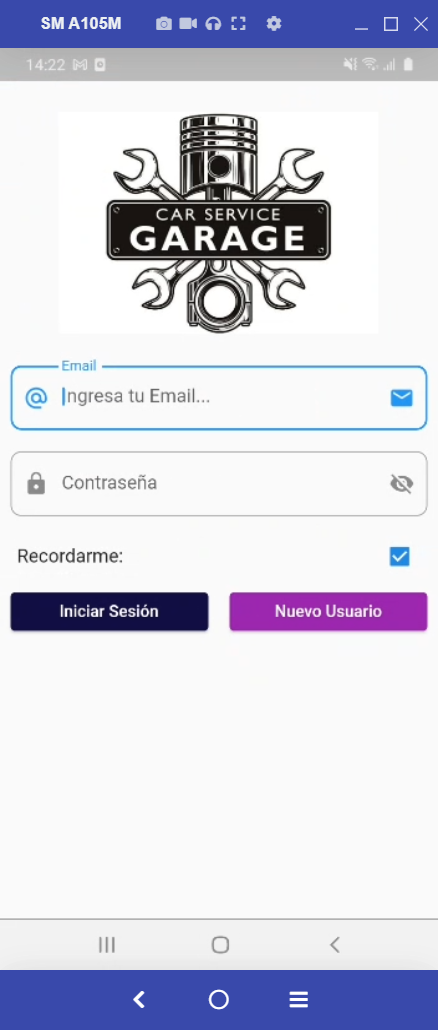 SM A105M
14:22
CAR SERVICE
GARAGE
Email
Ingresa tu Email...
Contraseña
Recordarme:
Iniciar Sesión
Nuevo Usuario